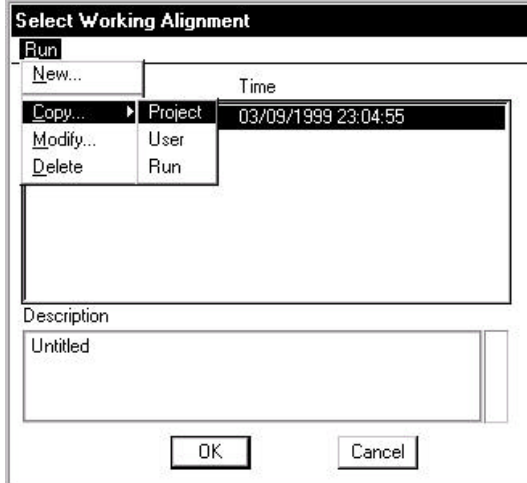 Select Working Alignment
Run
New...
Time
Copy... Project 03/09/1999 23:04:55
Modify... User
Delete Run
Description
Untitled
OK Cancel